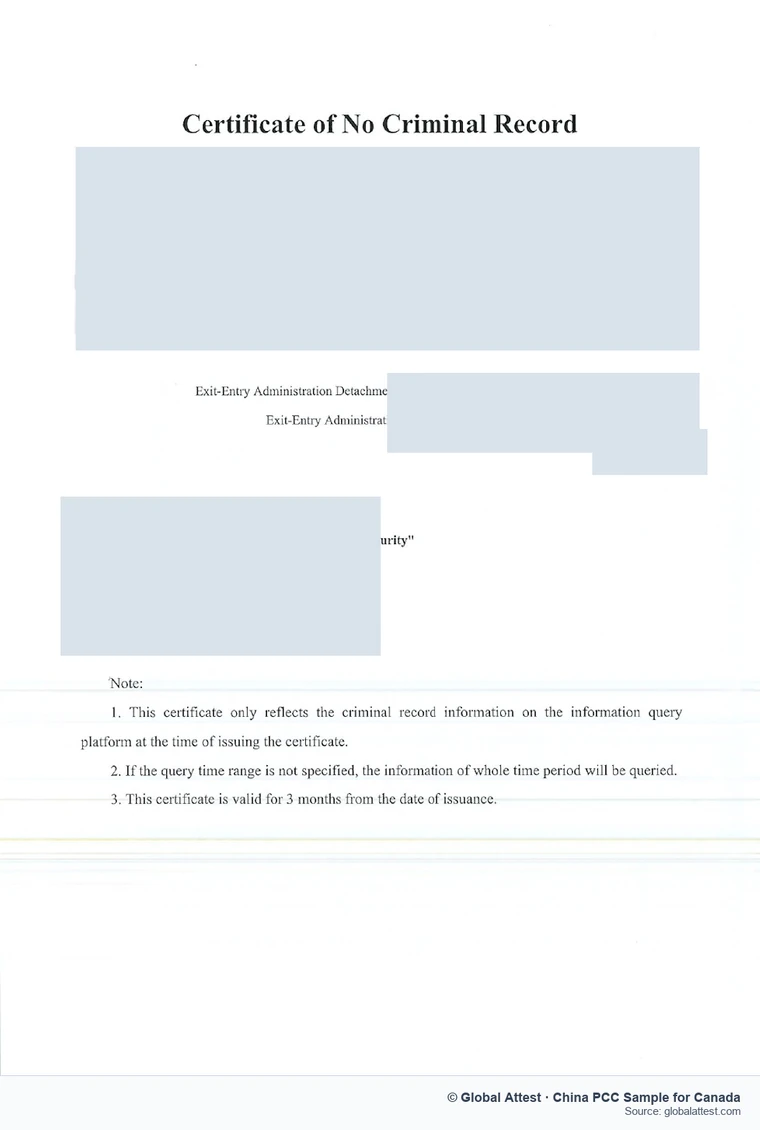 Certificate of No Criminal Record
Exit-Entry Administration Detachme
Exit-Entry Administrat
urity"
Note:
1. This certificate only reflects the criminal record information on the information query
platform at the time of issuing the certificate.
2. If the query time range is not specified, the information of whole time period will be queried.
3. This certificate is valid for 3 months from the date of issuance.
© Global Attest · China PCC Sample for Canada
Source: globalattest.com